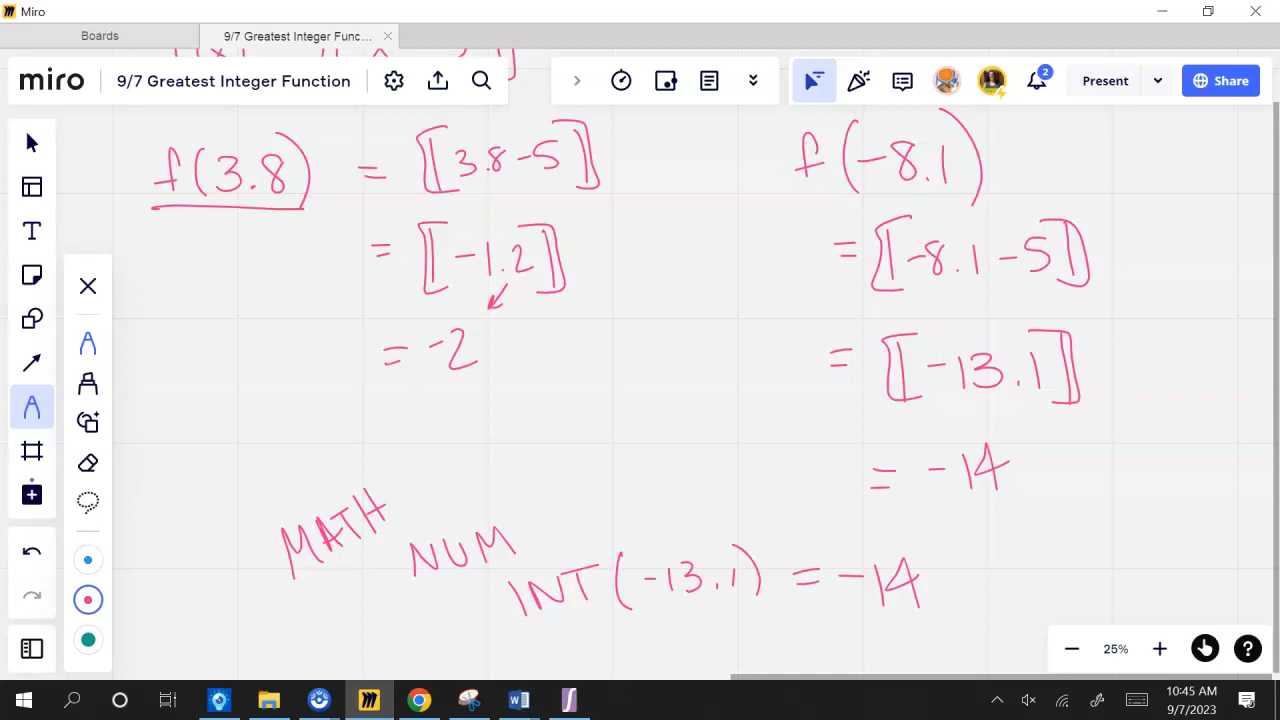 Miro
Boards
9/7 Greatest Integer Func...
miro
9/7 Greatest Integer Function
2
Present
Share
f(3.8) = [[3.8-5]]
= [[-1.2]]
= -2
f(-8.1)
= [[-8.1-5]]
= [[-13.1]]
= -14
MATH
NUM
INT(-13.1) = -14
25%
10:45 AM
9/7/2023